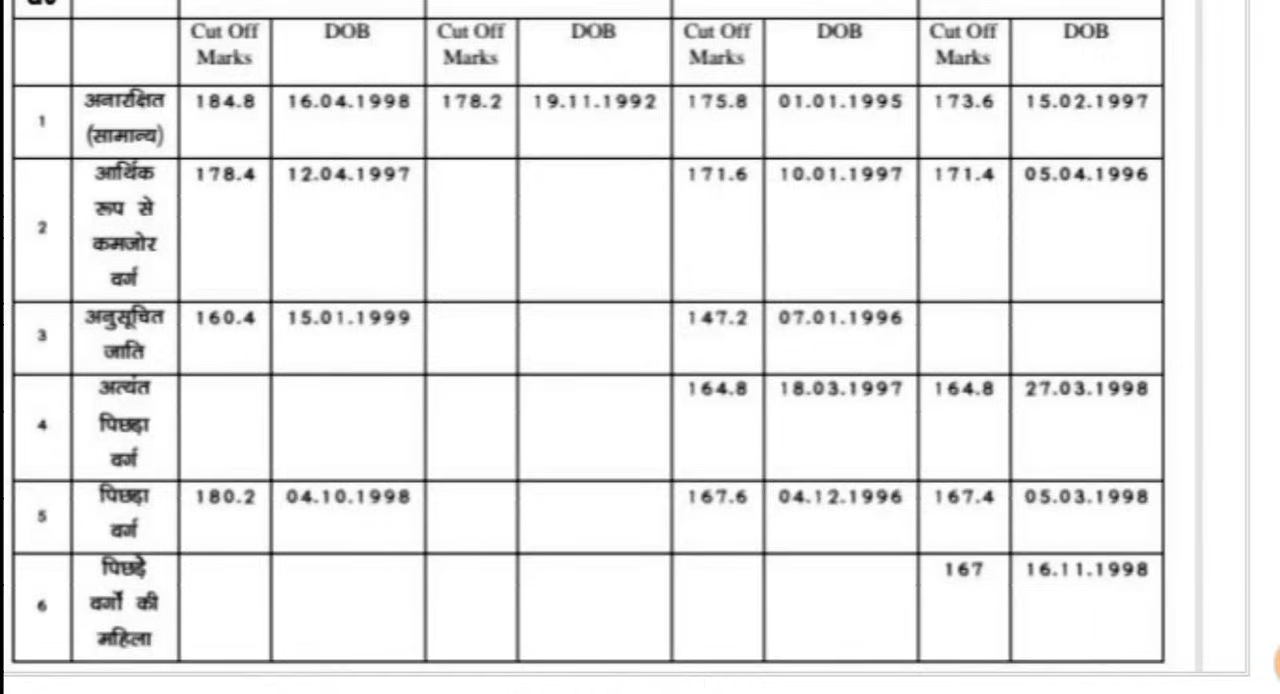 Cut Off Marks DOB Cut Off Marks DOB Cut Off Marks DOB Cut Off Marks DOB
1 अनारक्षित (सामान्य) 184.8 16.04.1998 178.2 19.11.1992 175.8 01.01.1995 173.6 15.02.1997
2 आर्थिक रूप से कमजोर वर्ग 178.4 12.04.1997 171.6 10.01.1997 171.4 05.04.1996
3 अनुसूचित जाति 160.4 15.01.1999 147.2 07.01.1996
4 अत्यंत पिछड़ा वर्ग 164.8 18.03.1997 164.8 27.03.1998
5 पिछड़ा वर्ग 180.2 04.10.1998 167.6 04.12.1996 167.4 05.03.1998
6 पिछड़े वर्गों की महिला 167 16.11.1998